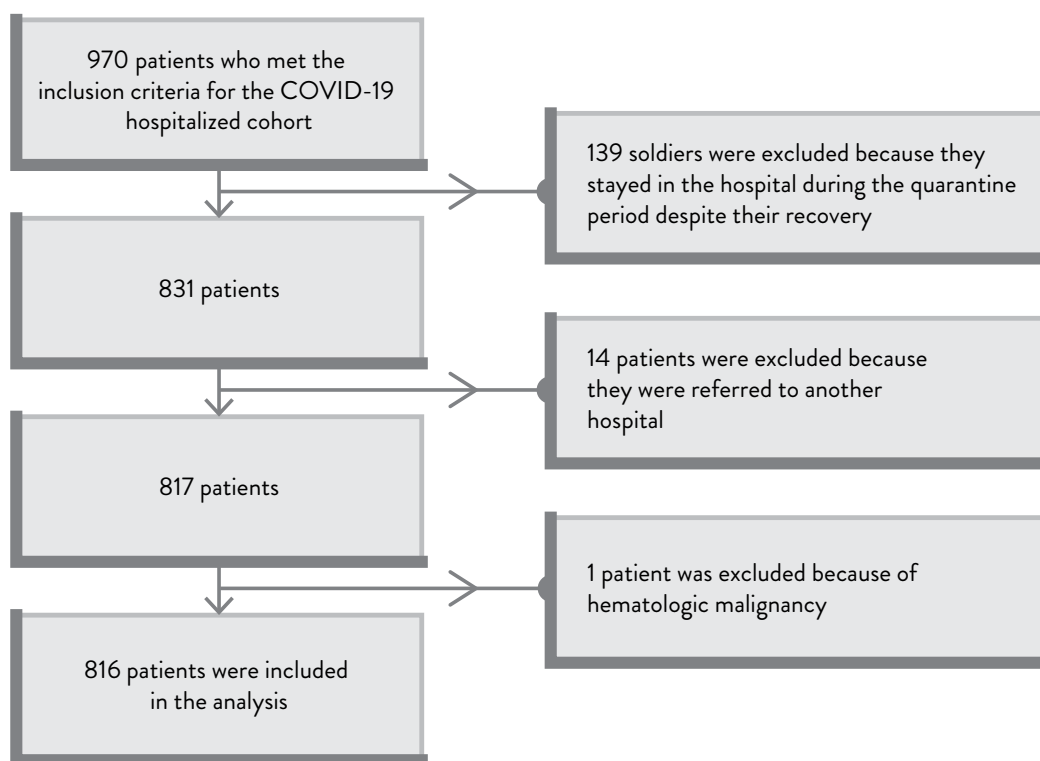 970 patients who met the
inclusion criteria for the COVID-19
hospitalized cohort
139 soldiers were excluded because they
stayed in the hospital during the quarantine
period despite their recovery
831 patients
14 patients were excluded because
they were referred to another
hospital
817 patients
1 patient was excluded because of
hematologic malignancy
816 patients were included
in the analysis